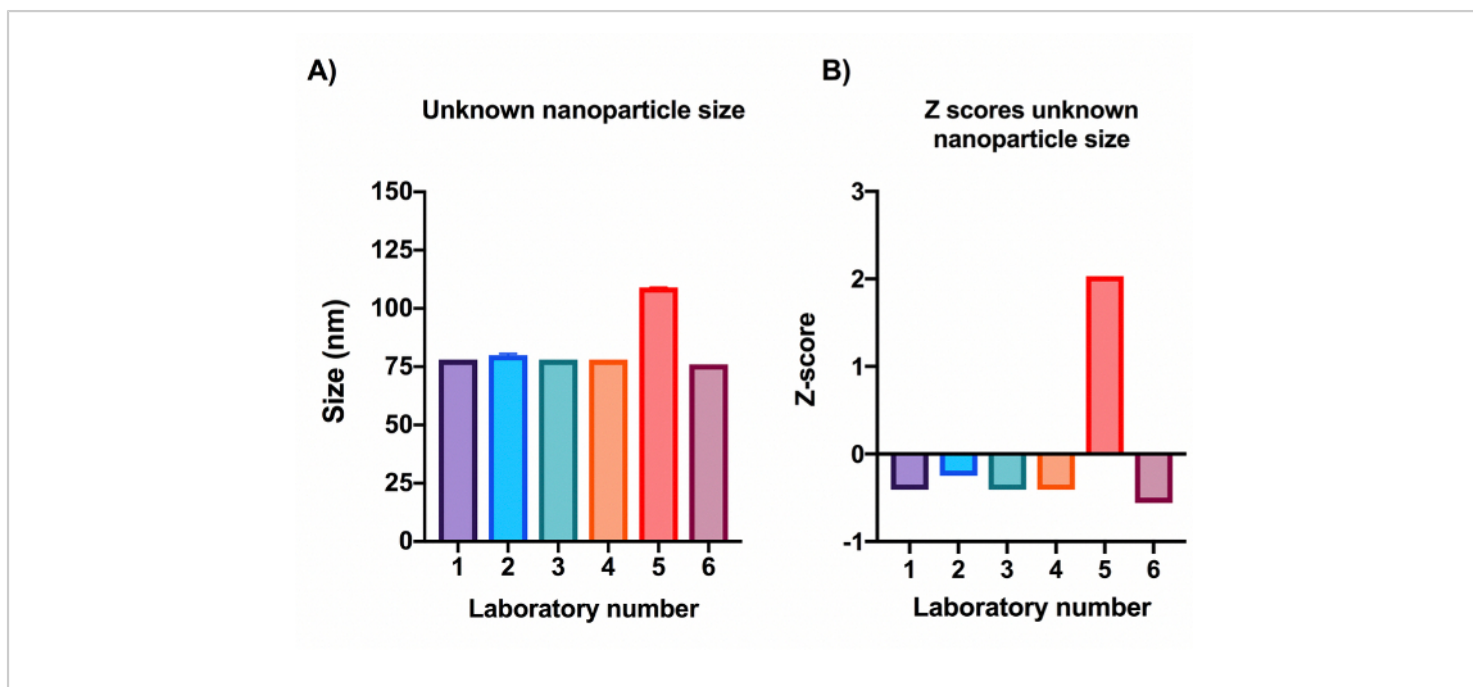 A)
Unknown nanoparticle size
150
125
100
75
50
25
0
Size (nm)
1 2 3 4 5 6
Laboratory number
B)
Z scores unknown
nanoparticle size
3
2
1
0
-1
Z-score
1 2 3 4 5 6
Laboratory number